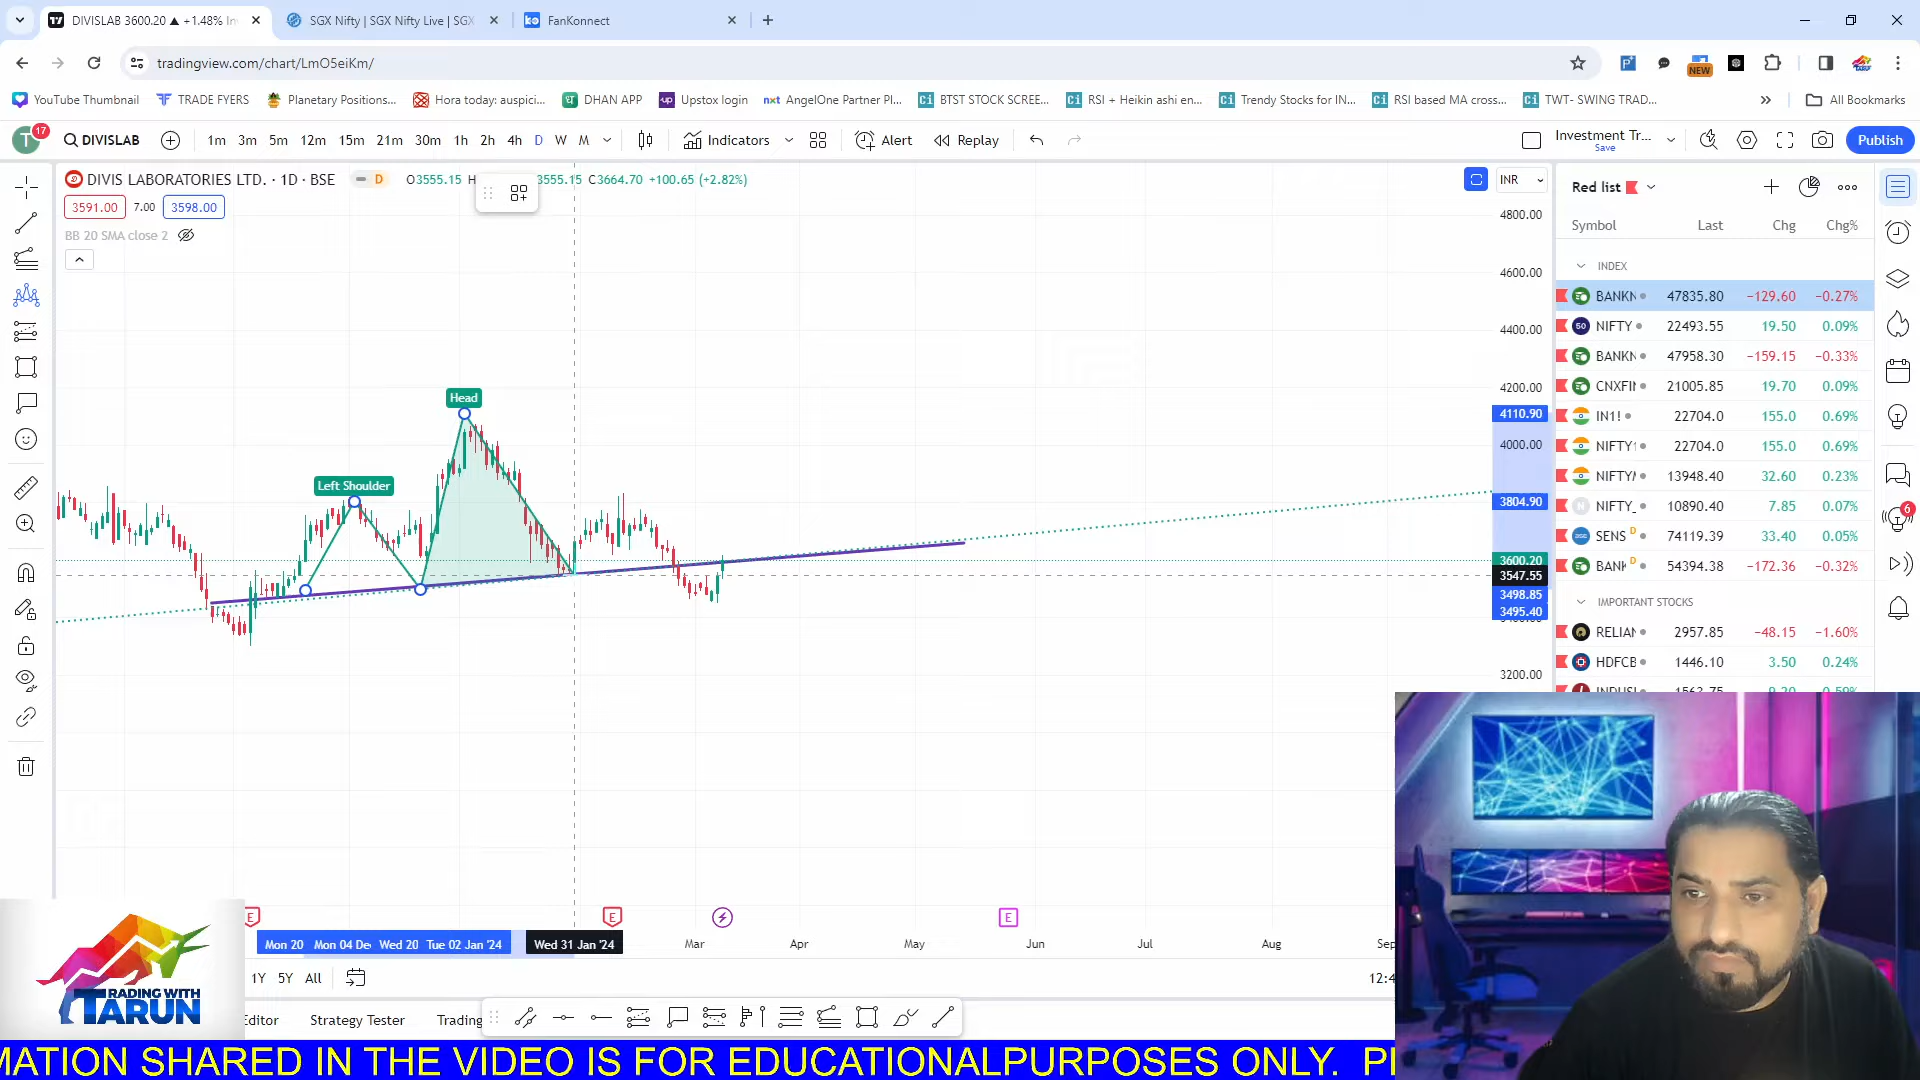 DIVISLAB 3600.20 ▲ +1.48%
SGX Nifty | SGX Nifty Live | SGX
FanKonnect
tradingview.com/chart/LmO5eiKm/
NEW
YouTube Thumbnail
TRADE FYERS
Planetary Positions...
Hora today: auspici...
DHAN APP
Upstox login
AngelOne Partner Pl...
BTST STOCK SCREE...
RSI + Heikin ashi en...
Trendy Stocks for IN...
RSI based MA cross...
TWT- SWING TRAD...
All Bookmarks
T 17
DIVISLAB
1m 3m 5m 12m 15m 21m 30m 1h 2h 4h D W M
Indicators
Alert
Replay
Investment Tr...
Save
Publish
DIVIS LABORATORIES LTD. · 1D · BSE
D
O3555.15 H 3555.15 C3664.70 +100.65 (+2.82%)
INR
3591.00 7.00 3598.00
BB 20 SMA close 2
4800.00
4600.00
4400.00
4200.00
4110.90
4000.00
3804.90
3600.20
3547.55
3498.85
3495.40
3200.00
Head
Left Shoulder
E
E
E
Mon 20 Mon 04 De Wed 20 Tue 02 Jan '24 Wed 31 Jan '24 Mar Apr May Jun Jul Aug Sep
1Y 5Y All
12:4
Editor Strategy Tester Trading
Red list
Symbol Last Chg Chg%
INDEX
BANKN 47835.80 −129.60 −0.27%
50 NIFTY 22493.55 19.50 0.09%
BANKN 47958.30 −159.15 −0.33%
CNXFIN 21005.85 19.70 0.09%
IN1! 22704.0 155.0 0.69%
NIFTY1 22704.0 155.0 0.69%
NIFTYM 13948.40 32.60 0.23%
N NIFTY_ 10890.40 7.85 0.07%
SENS D 74119.39 33.40 0.05%
BANK D 54394.38 −172.36 −0.32%
IMPORTANT STOCKS
RELIAN 2957.85 −48.15 −1.60%
HDFCB 1446.10 3.50 0.24%
6
TRADING WITH
TARUN
MATION SHARED IN THE VIDEO IS FOR EDUCATIONALPURPOSES ONLY.